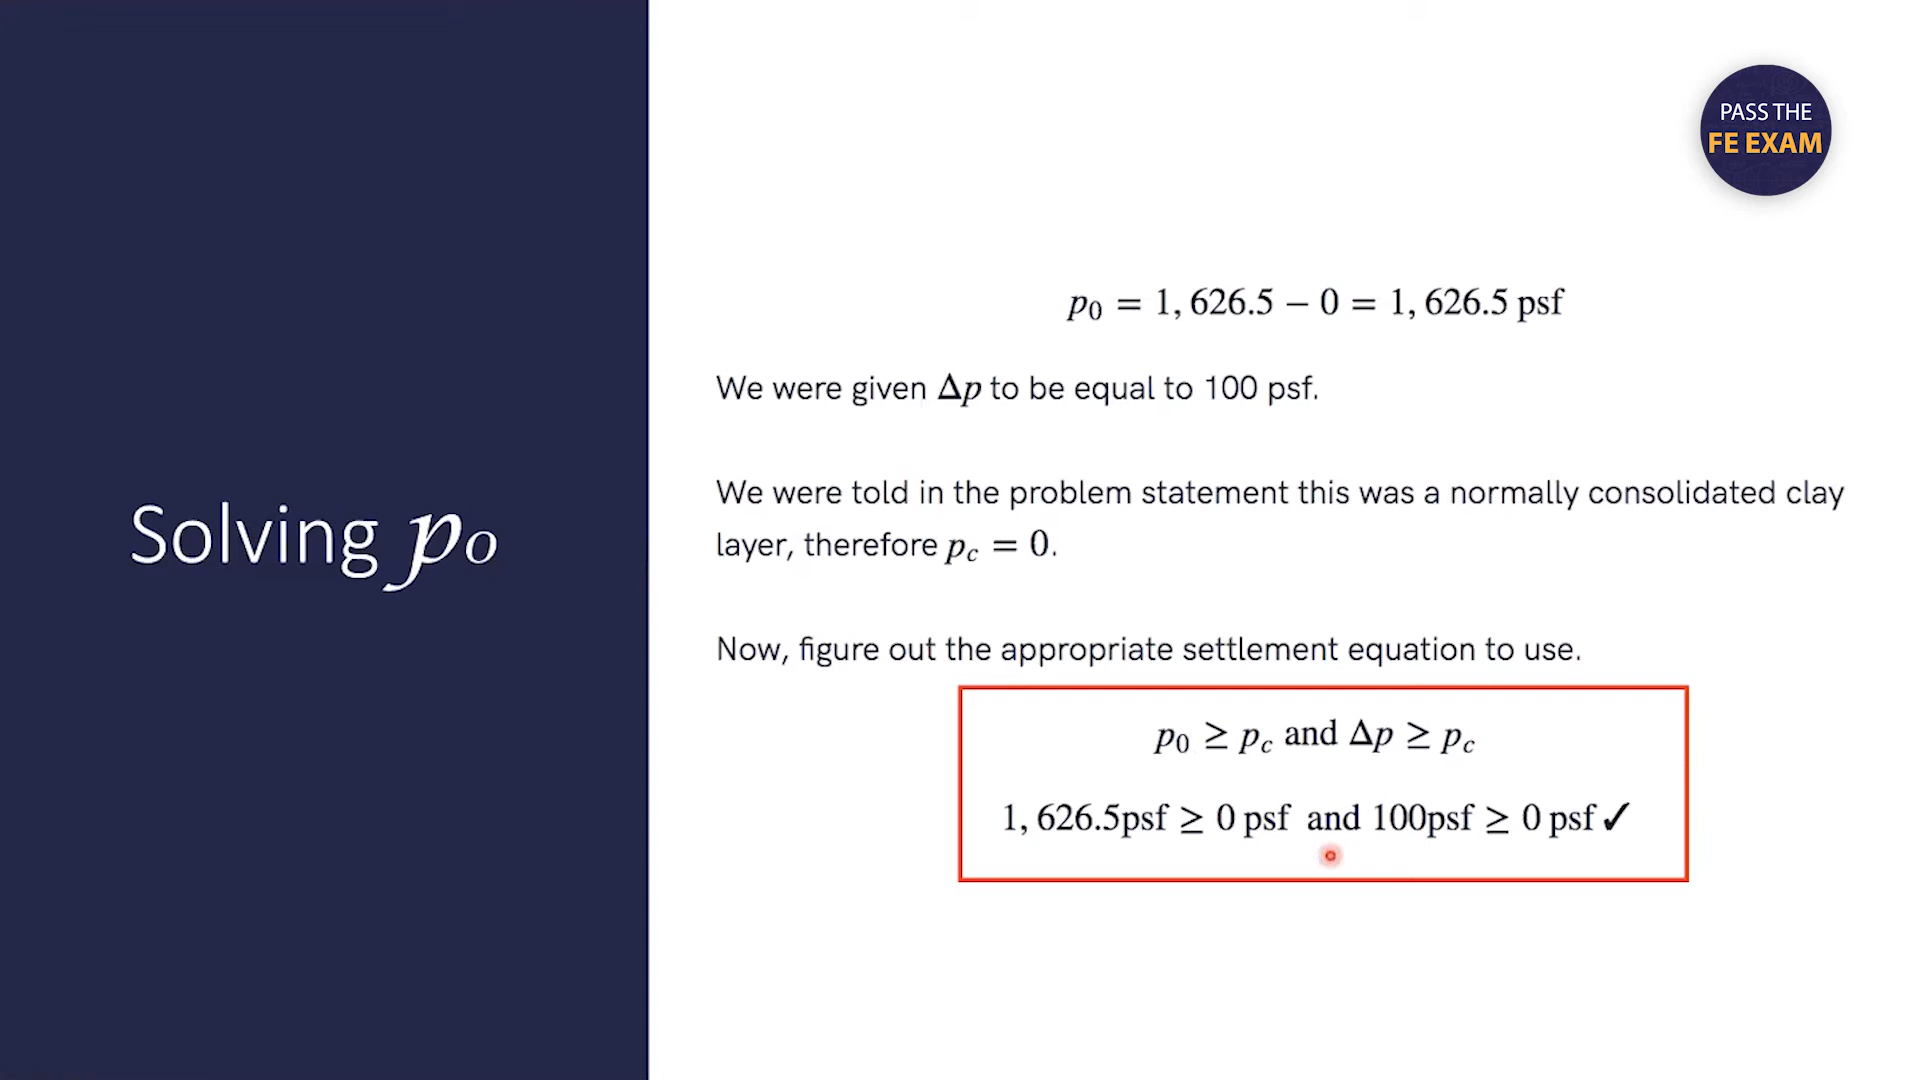 PASS THE
FE EXAM
Solving p₀
p₀ = 1, 626.5 − 0 = 1, 626.5 psf
We were given Δp to be equal to 100 psf.
We were told in the problem statement this was a normally consolidated clay
layer, therefore p_c = 0.
Now, figure out the appropriate settlement equation to use.
p₀ ≥ p_c and Δp ≥ p_c
1, 626.5psf ≥ 0 psf and 100psf ≥ 0 psf✓